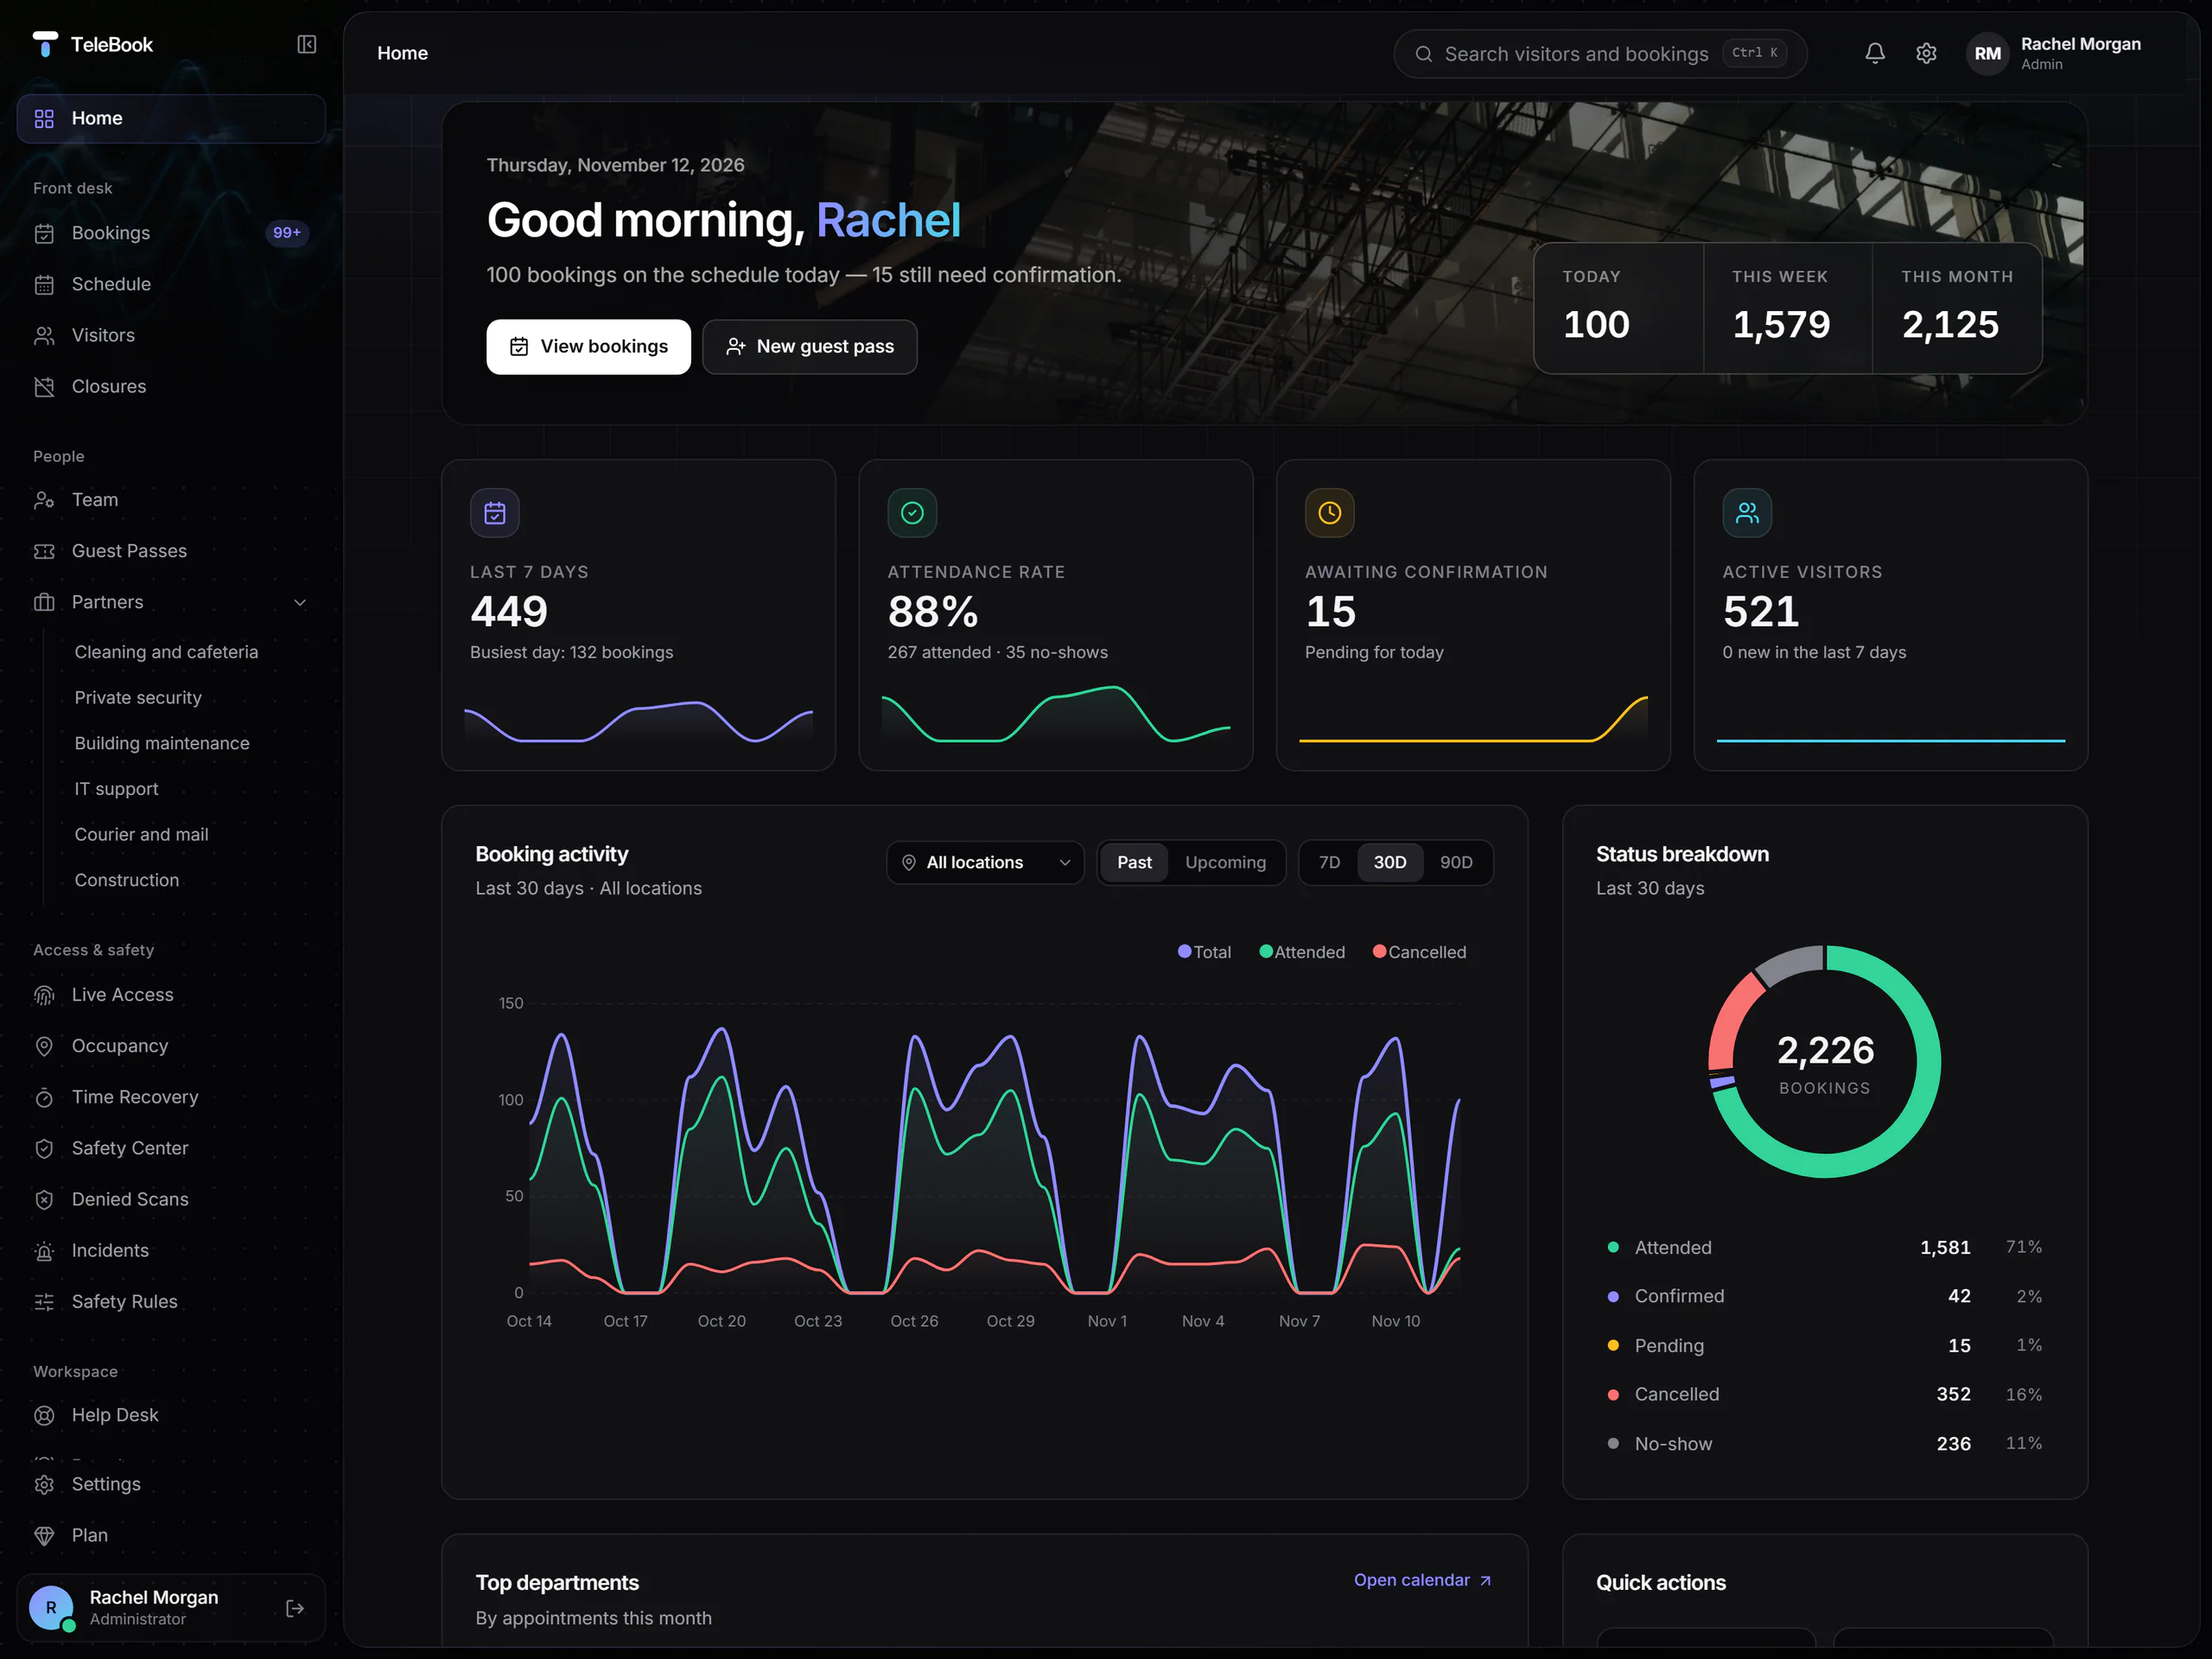 TeleBook
Home
Front desk
Bookings
99+
Schedule
Visitors
Closures
People
Team
Guest Passes
Partners
Cleaning and cafeteria
Private security
Building maintenance
IT support
Courier and mail
Construction
Access & safety
Live Access
Occupancy
Time Recovery
Safety Center
Denied Scans
Incidents
Safety Rules
Workspace
Help Desk
Settings
Plan
R
Rachel Morgan
Administrator
Home
Search visitors and bookings
Ctrl K
RM
Rachel Morgan
Admin
Thursday, November 12, 2026
Good morning, Rachel
100 bookings on the schedule today — 15 still need confirmation.
View bookings
New guest pass
TODAY
100
THIS WEEK
1,579
THIS MONTH
2,125
LAST 7 DAYS
449
Busiest day: 132 bookings
ATTENDANCE RATE
88%
267 attended · 35 no-shows
AWAITING CONFIRMATION
15
Pending for today
ACTIVE VISITORS
521
0 new in the last 7 days
Booking activity
Last 30 days · All locations
All locations
Past
Upcoming
7D
30D
90D
Total
Attended
Cancelled
150
100
50
0
Oct 14
Oct 17
Oct 20
Oct 23
Oct 26
Oct 29
Nov 1
Nov 4
Nov 7
Nov 10
Status breakdown
Last 30 days
2,226
BOOKINGS
Attended 1,581 71%
Confirmed 42 2%
Pending 15 1%
Cancelled 352 16%
No-show 236 11%
Top departments
By appointments this month
Open calendar
Quick actions